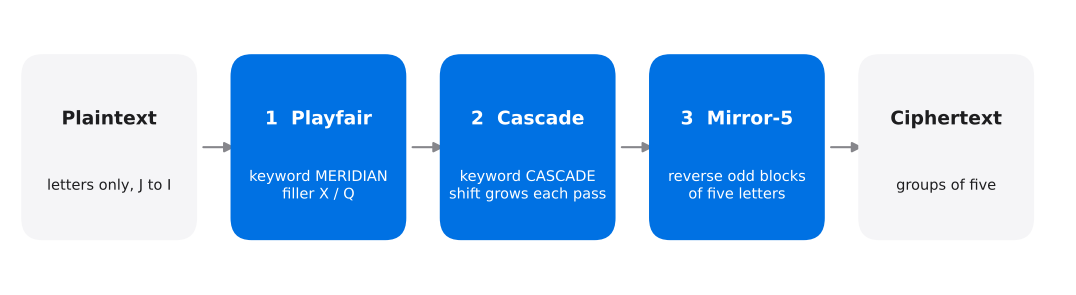 Plaintext
letters only, J to I
1 Playfair
keyword MERIDIAN
filler X / Q
2 Cascade
keyword CASCADE
shift grows each pass
3 Mirror-5
reverse odd blocks
of five letters
Ciphertext
groups of five